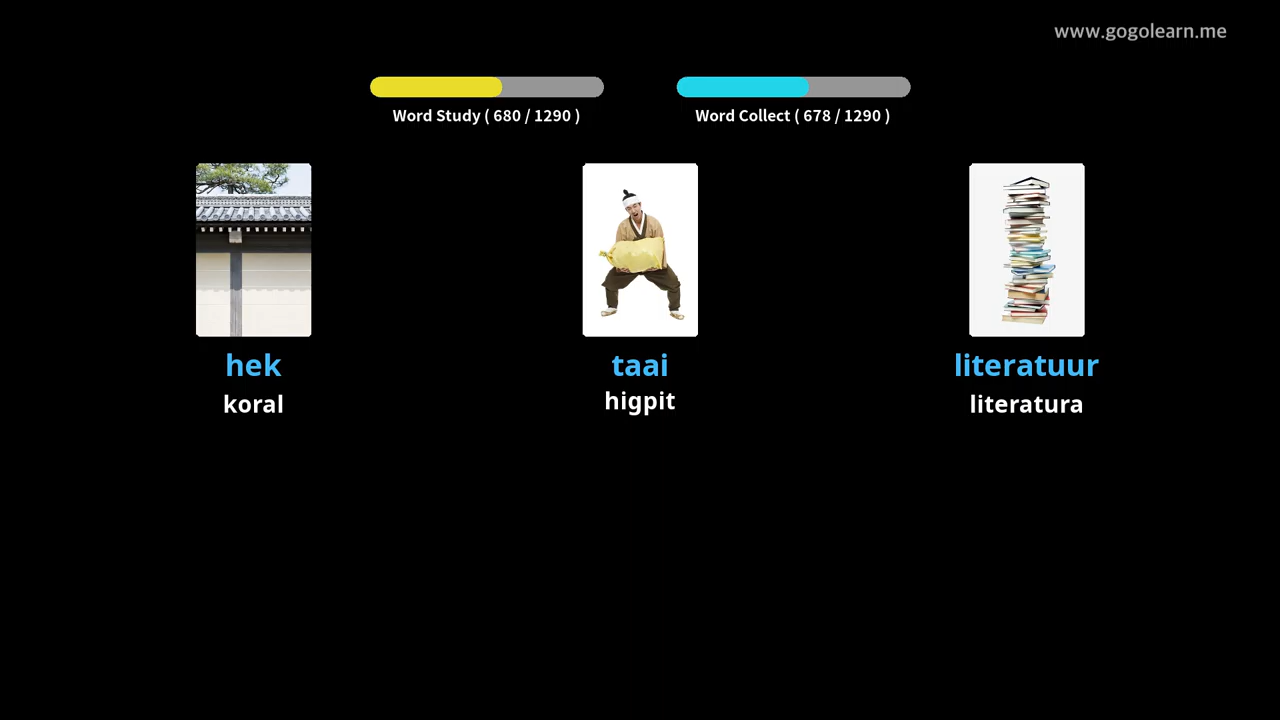 www.gogolearn.me
Word Study ( 680 / 1290 )
Word Collect ( 678 / 1290 )
hek
koral
taai
higpit
literatuur
literatura